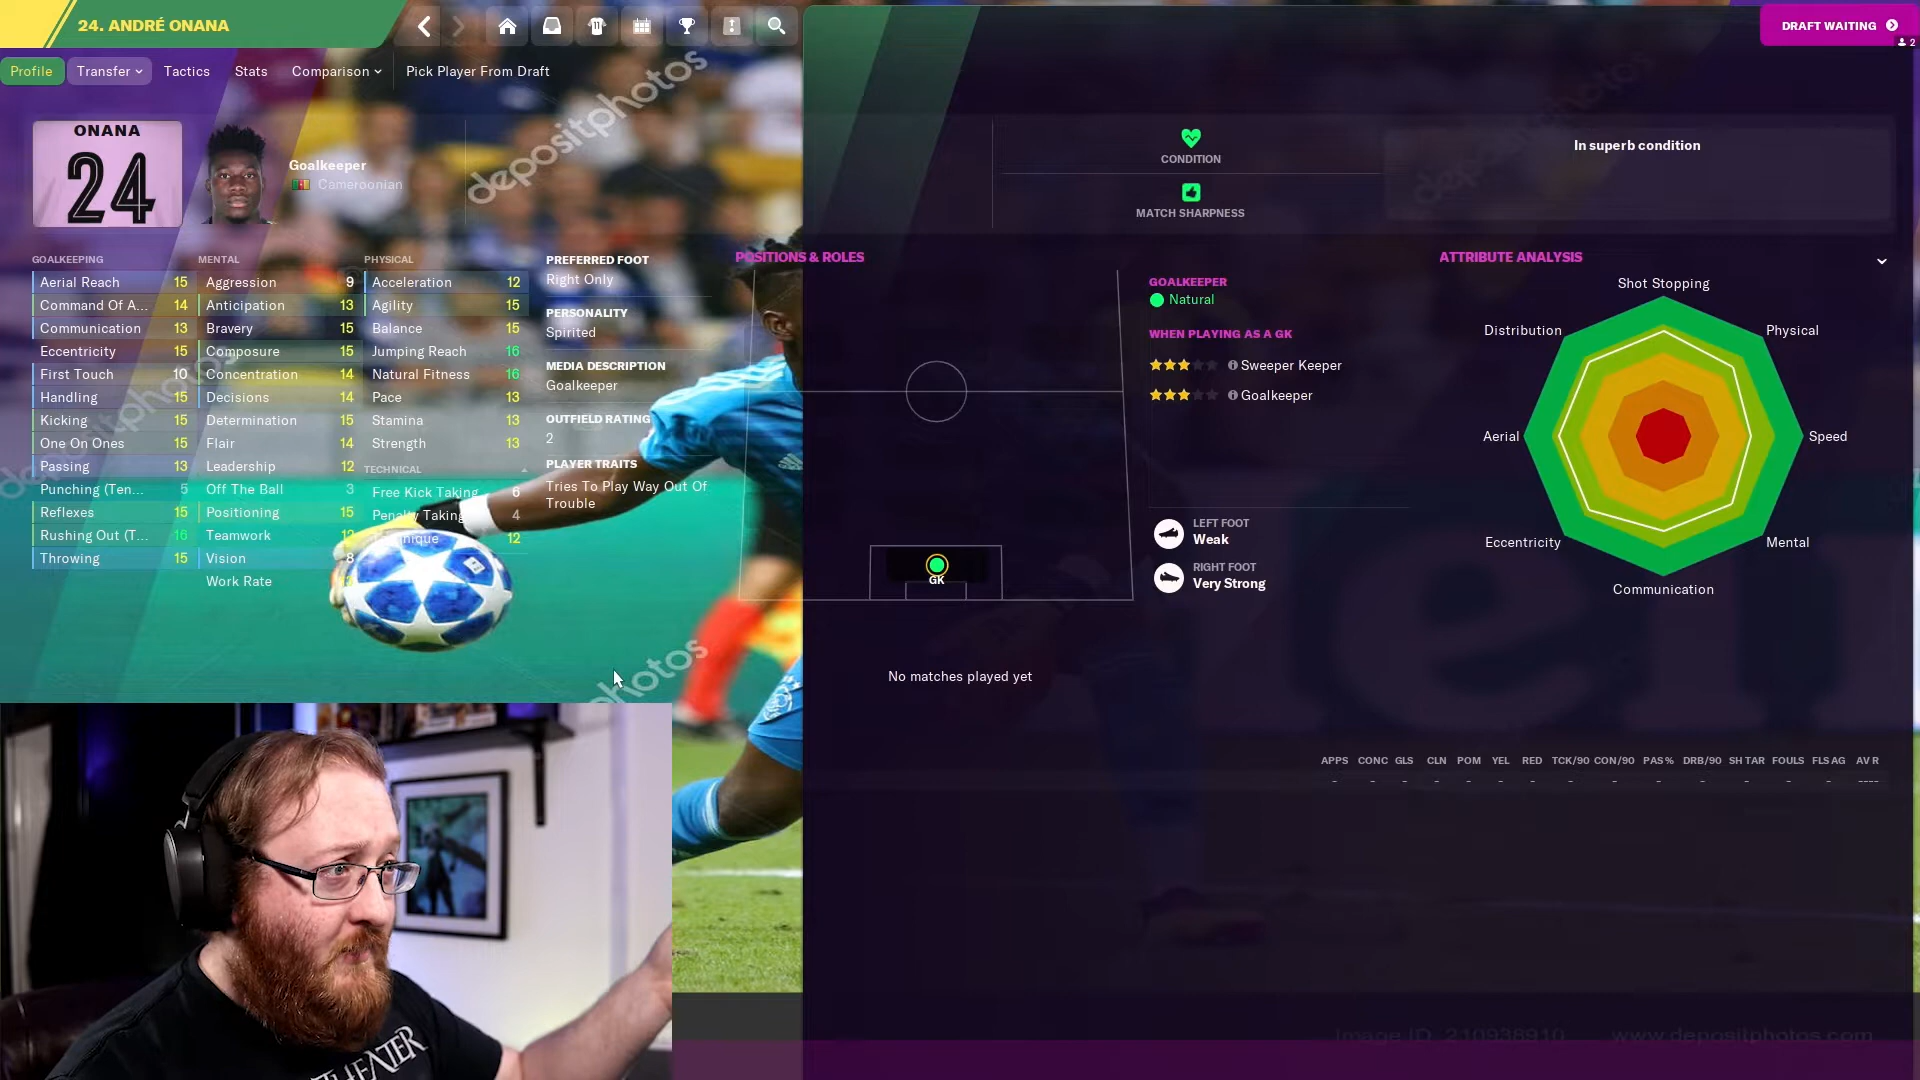 24. ANDRÉ ONANA
DRAFT WAITING
2
Profile
Transfer
Tactics
Stats
Comparison
Pick Player From Draft
depositphotos
ONANA
24
Goalkeeper
Cameroonian
CONDITION
MATCH SHARPNESS
In superb condition
GOALKEEPING
Aerial Reach 15
Command Of A... 14
Communication 13
Eccentricity 15
First Touch 10
Handling 15
Kicking 15
One On Ones 15
Passing 13
Punching (Ten... 5
Reflexes 15
Rushing Out (T... 16
Throwing 15
MENTAL
Aggression 9
Anticipation 13
Bravery 15
Composure 15
Concentration 14
Decisions 14
Determination 15
Flair 14
Leadership 12
Off The Ball 3
Positioning 15
Teamwork
Vision 8
Work Rate
PHYSICAL
Acceleration 12
Agility 15
Balance 15
Jumping Reach 16
Natural Fitness 16
Pace 13
Stamina 13
Strength 13
TECHNICAL
Free Kick Taking 6
Penalty Taking 4
Technique 12
PREFERRED FOOT
Right Only
PERSONALITY
Spirited
MEDIA DESCRIPTION
Goalkeeper
OUTFIELD RATING
2
PLAYER TRAITS
Tries To Play Way Out Of
Trouble
POSITIONS & ROLES
GK
GOALKEEPER
Natural
WHEN PLAYING AS A GK
Sweeper Keeper
Goalkeeper
LEFT FOOT
Weak
RIGHT FOOT
Very Strong
ATTRIBUTE ANALYSIS
Shot Stopping
Distribution
Physical
Aerial
Speed
Eccentricity
Mental
Communication
depositphotos
No matches played yet
APPS CONC GLS CLN POM YEL RED TCK/90 CON/90 PAS % DRB/90 SH TAR FOULS FLS AG AV R
Image ID 210938910 www.depositphotos.com